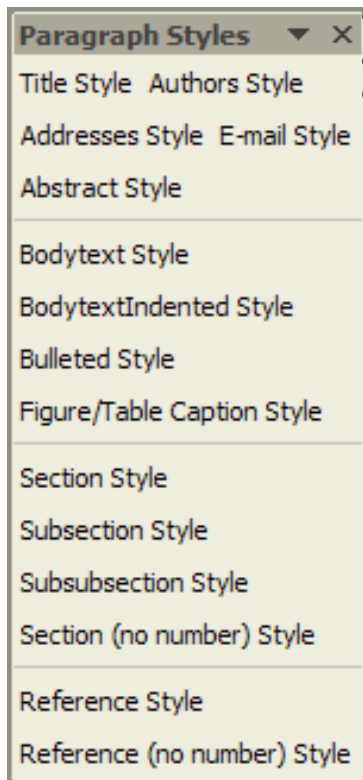 Paragraph Styles
Title Style Authors Style
Addresses Style E-mail Style
Abstract Style
Bodytext Style
BodytextIndented Style
Bulleted Style
Figure/Table Caption Style
Section Style
Subsection Style
Subsubsection Style
Section (no number) Style
Reference Style
Reference (no number) Style